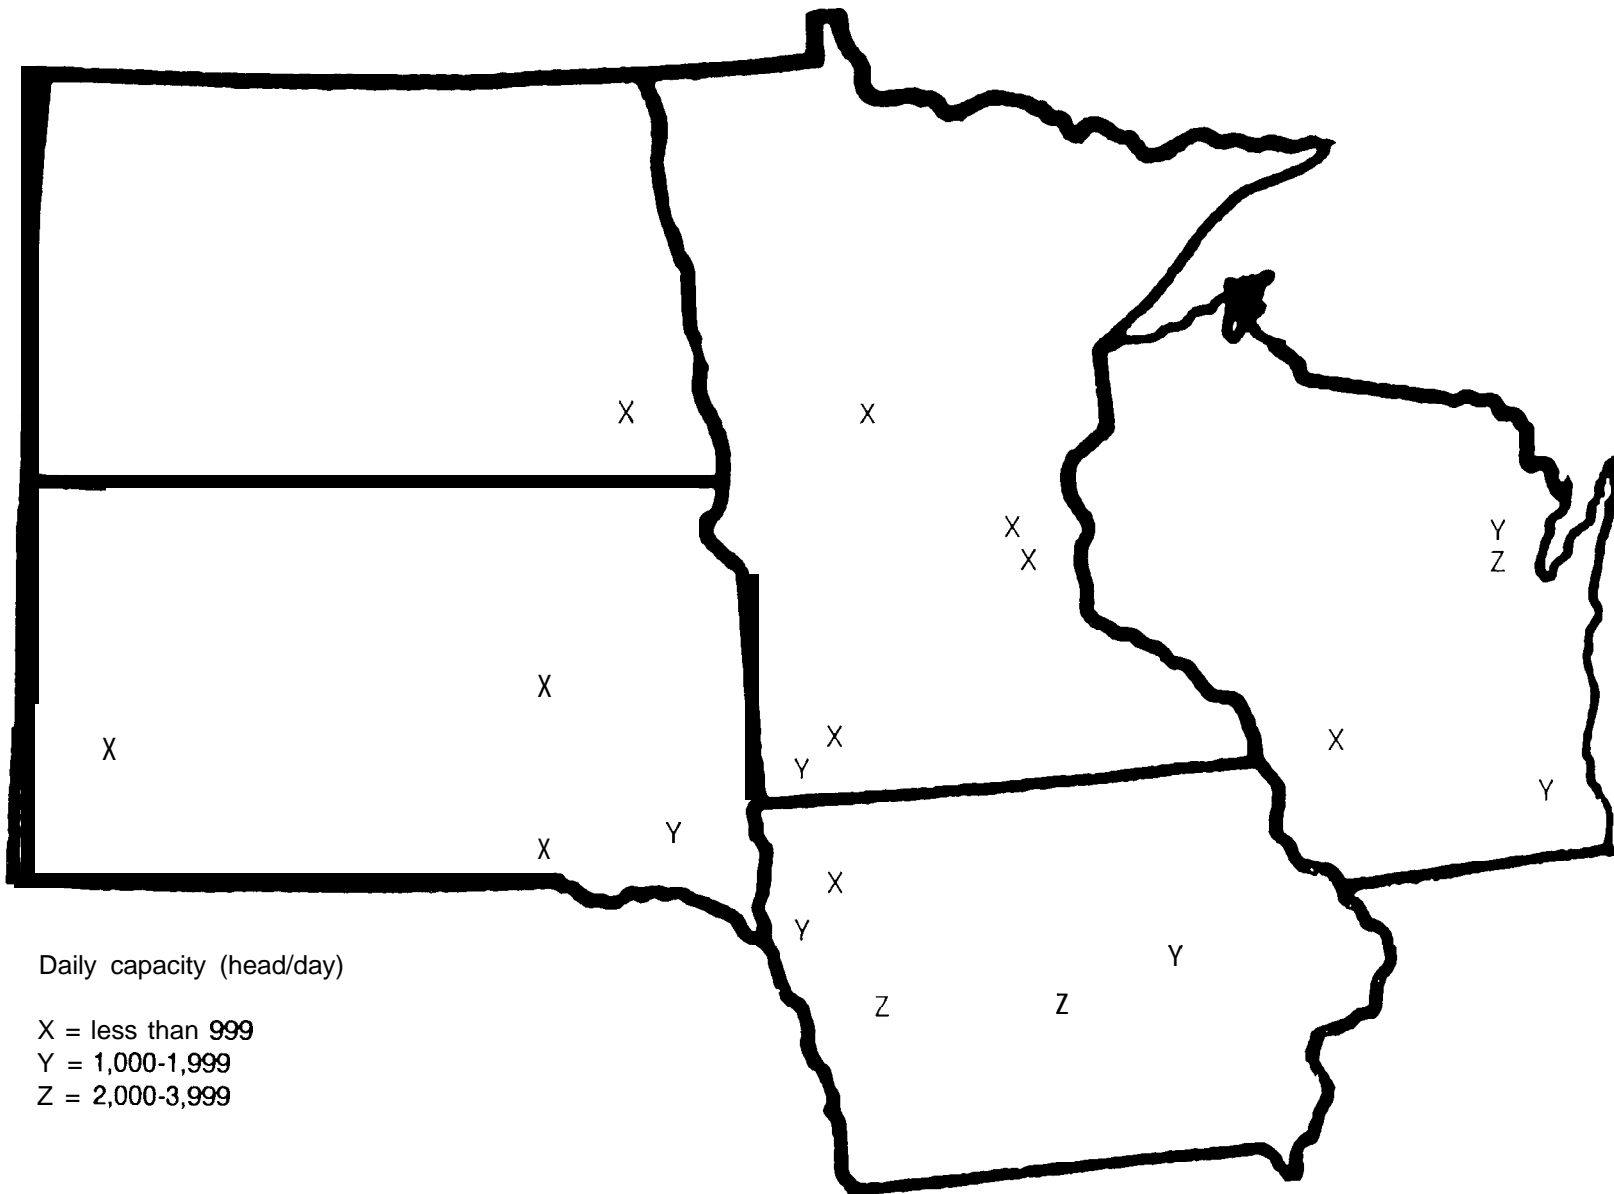 X X
X Y
X Z
X
X X X
X
Y
Y
Y
X
X
Y
Y
Z Z
Daily capacity (head/day)
X = less than 999
Y = 1,000-1,999
Z = 2,000-3,999